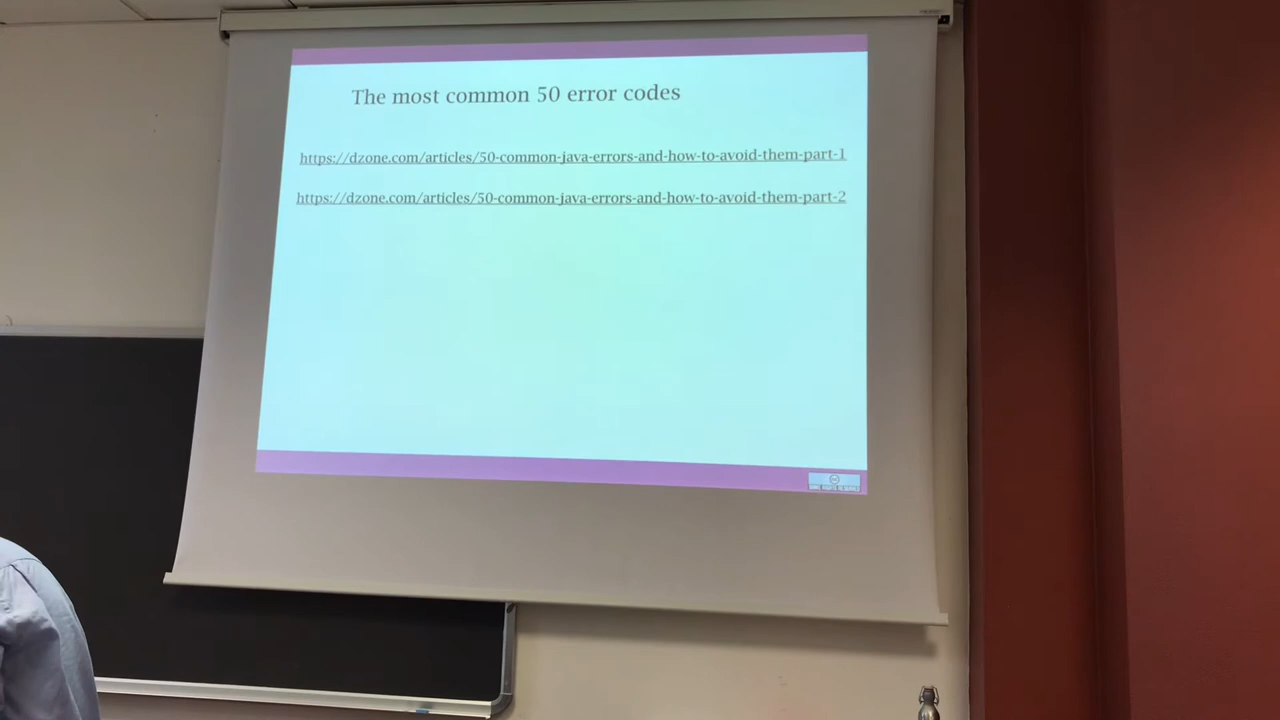 The most common 50 error codes
https://dzone.com/articles/50-common-java-errors-and-how-to-avoid-them-part-1
https://dzone.com/articles/50-common-java-errors-and-how-to-avoid-them-part-2